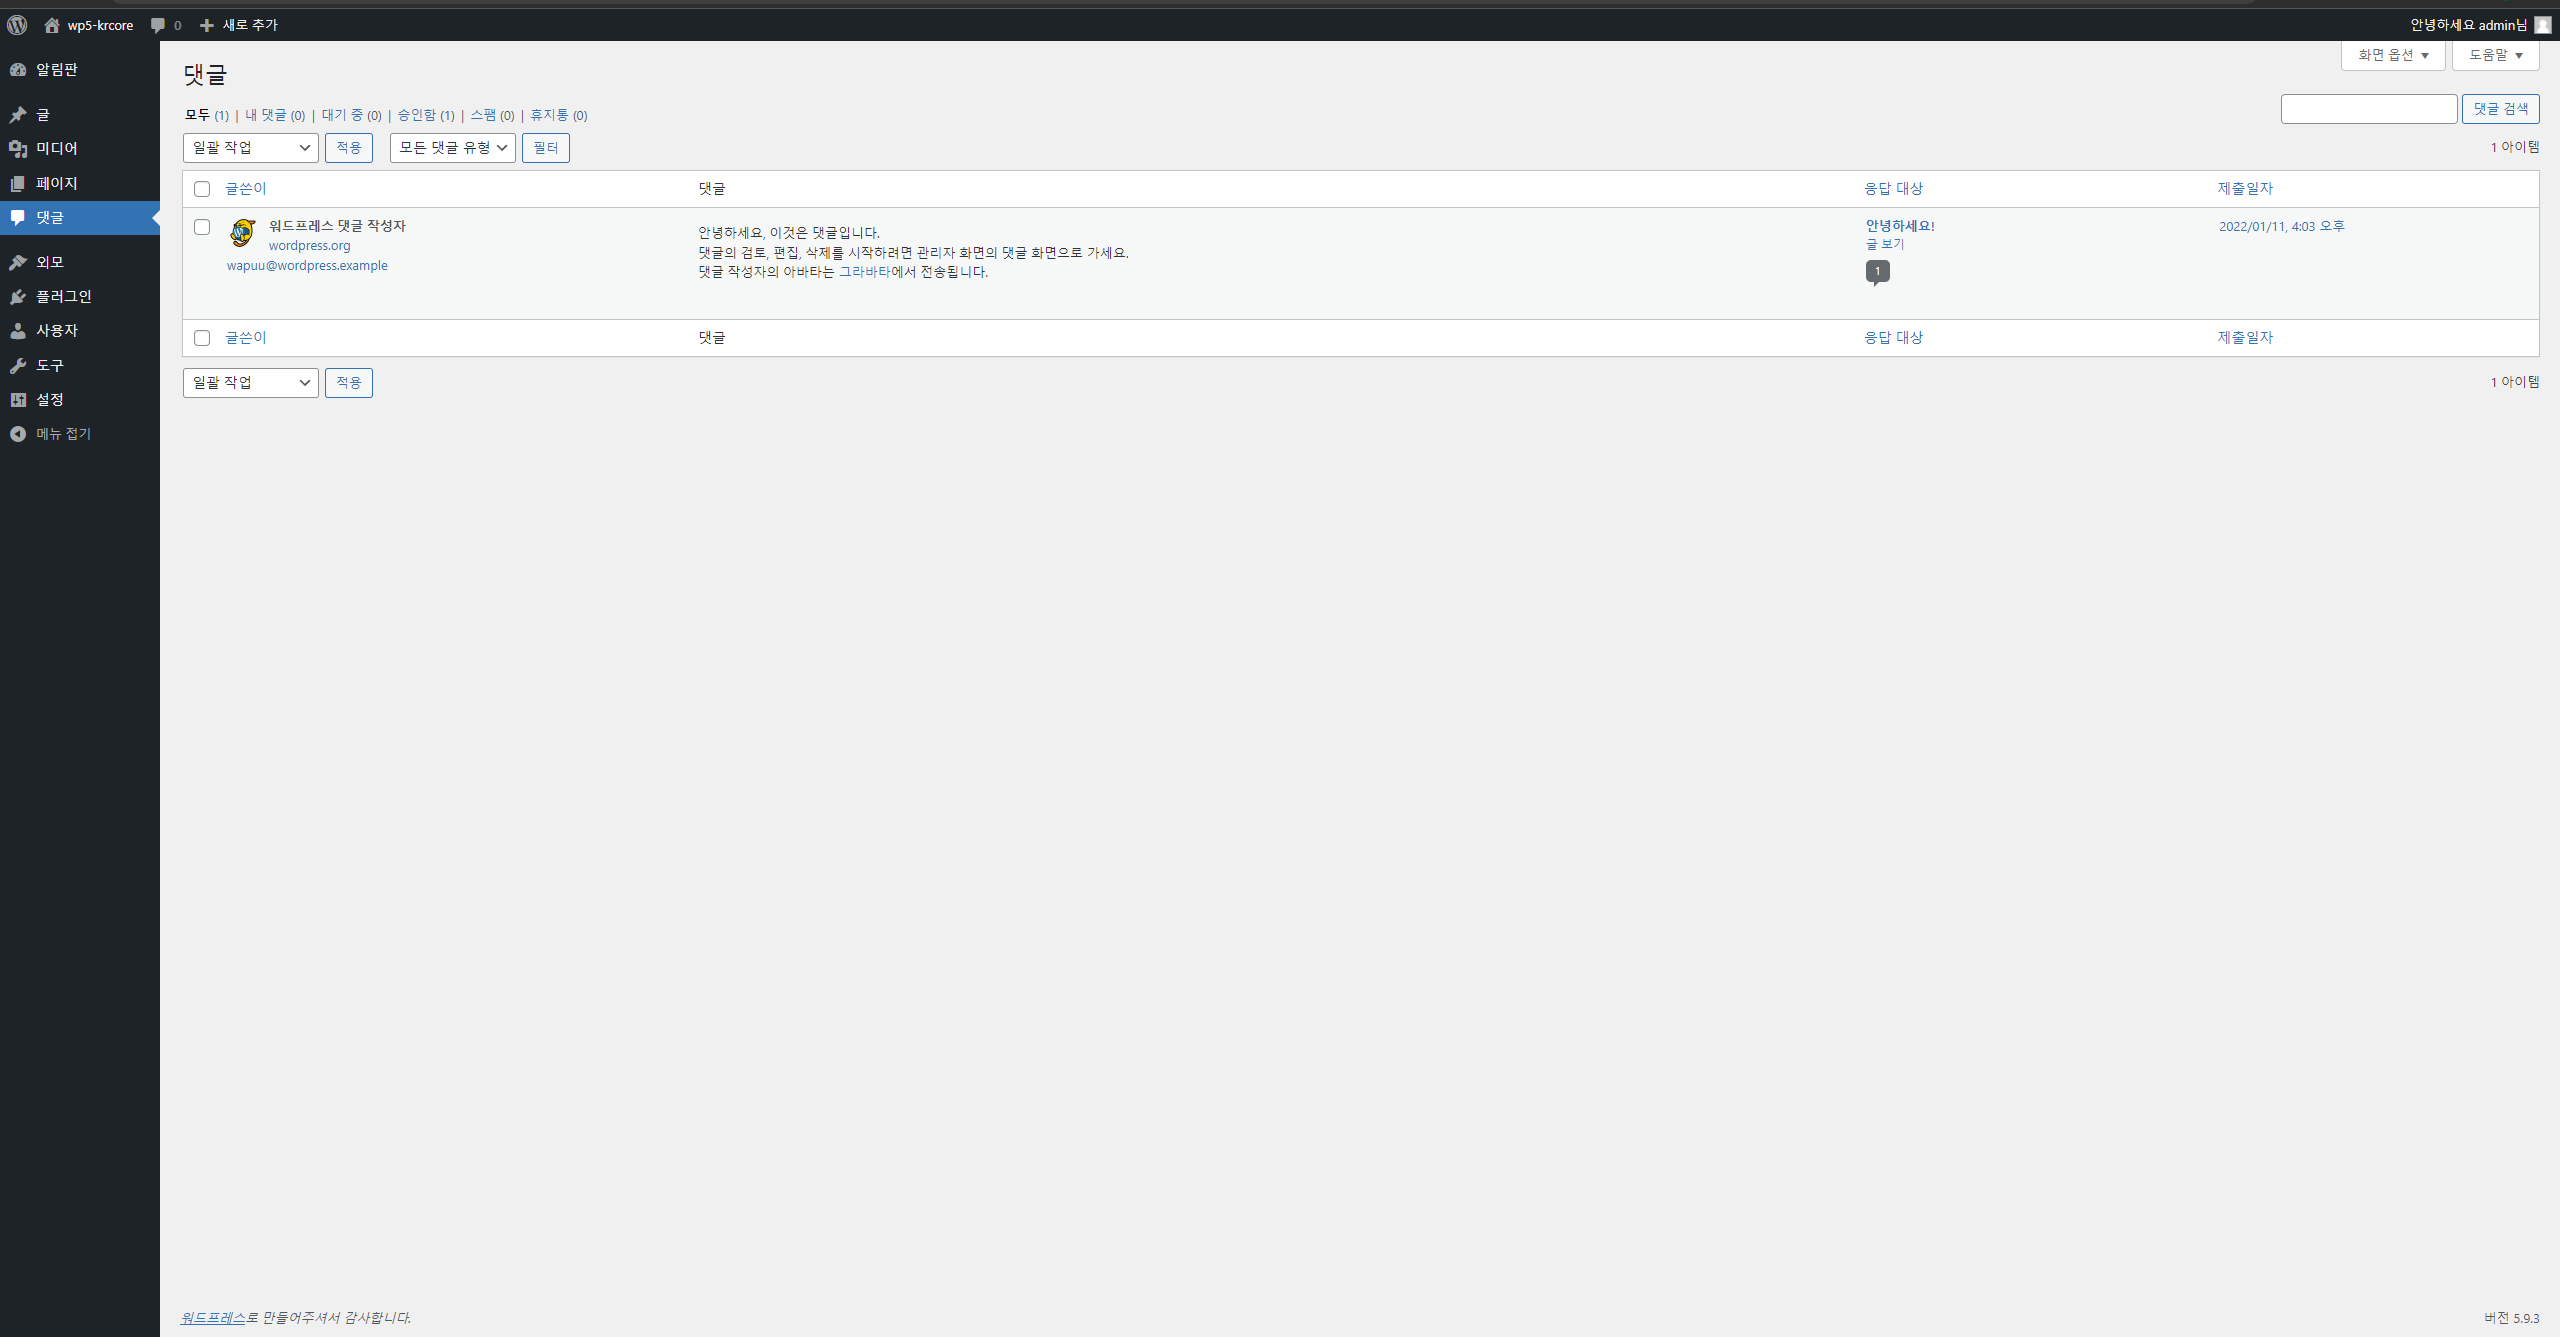 wp5-krcore 0 새로 추가 안녕하세요 admin님
알림판
글
미디어
페이지
댓글
외모
플러그인
사용자
도구
설정
메뉴 접기
화면 옵션 도움말
댓글
모두 (1) | 내 댓글 (0) | 대기 중 (0) | 승인함 (1) | 스팸 (0) | 휴지통 (0)
댓글 검색
일괄 작업 적용 모든 댓글 유형 필터 1 아이템
글쓴이 댓글 응답 대상 제출일자
워드프레스 댓글 작성자
wordpress.org
wapuu@wordpress.example
안녕하세요, 이것은 댓글입니다.
댓글의 검토, 편집, 삭제를 시작하려면 관리자 화면의 댓글 화면으로 가세요.
댓글 작성자의 아바타는 그라바타에서 전송됩니다.
안녕하세요!
글 보기
1
2022/01/11, 4:03 오후
글쓴이 댓글 응답 대상 제출일자
일괄 작업 적용 1 아이템
워드프레스로 만들어주셔서 감사합니다. 버전 5.9.3